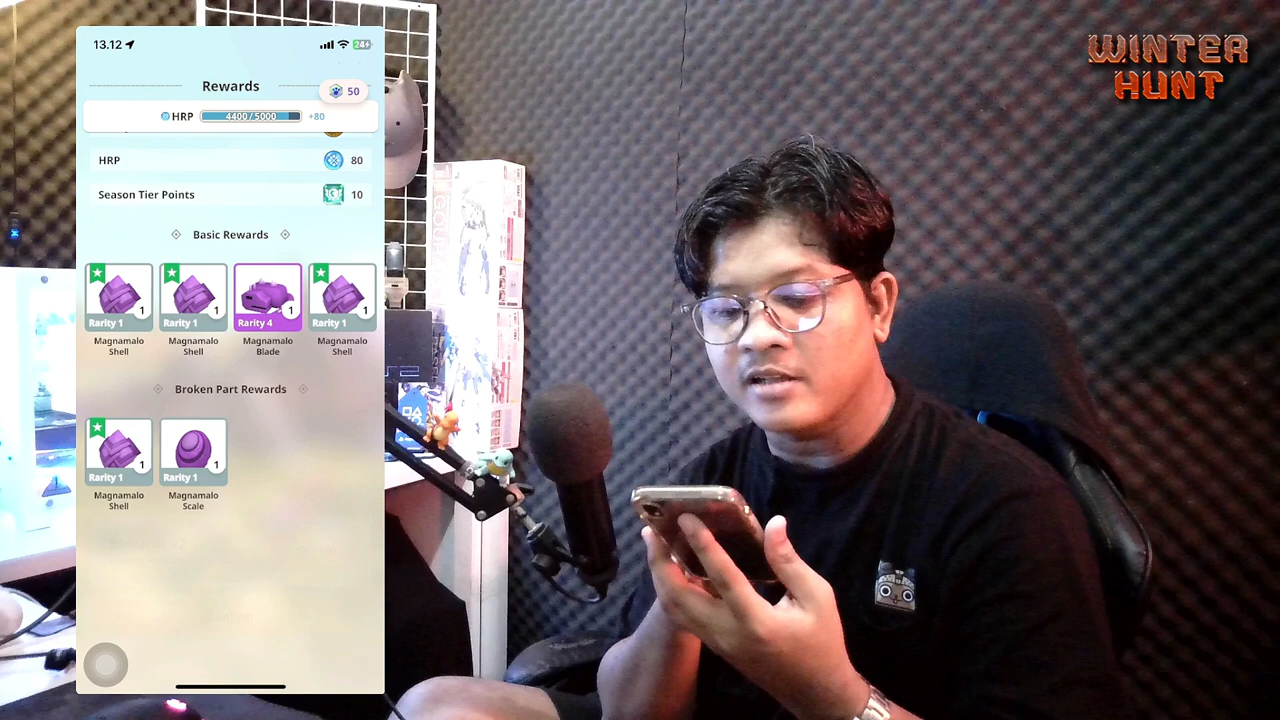 13.12
24
Rewards
50
HRP 4400/5000 +80
HRP 80
Season Tier Points 10
Basic Rewards
1 1 1 1
Rarity 1 Rarity 1 Rarity 4 Rarity 1
Magnamalo Shell
Magnamalo Shell
Magnamalo Blade
Magnamalo Shell
Broken Part Rewards
1 1
Rarity 1 Rarity 1
Magnamalo Shell
Magnamalo Scale
WINTER
HUNT